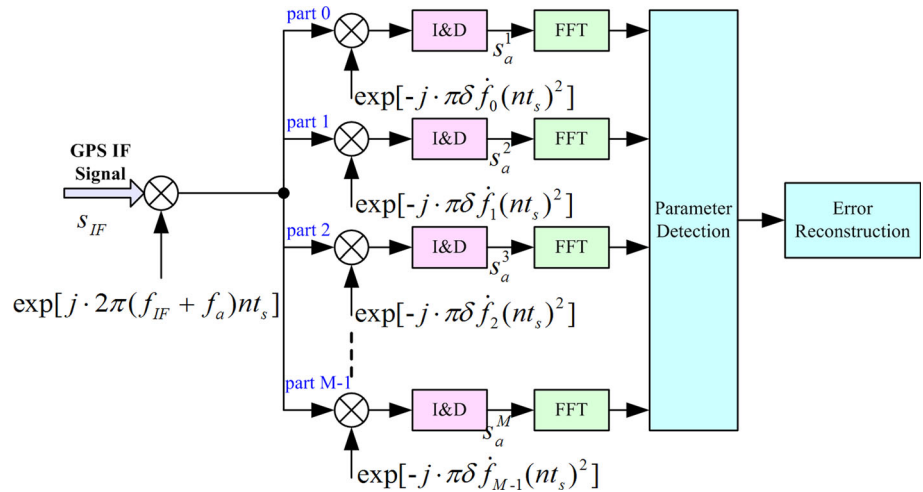 part 0
I&D
s_a^1
FFT
exp[-j·πδḟ_0(nt_s)^2]
part 1
I&D
s_a^2
FFT
exp[-j·πδḟ_1(nt_s)^2]
GPS IF
Signal
s_IF
exp[j·2π(f_IF + f_a)nt_s]
part 2
I&D
s_a^3
FFT
exp[-j·πδḟ_2(nt_s)^2]
part M-1
I&D
s_a^M
FFT
exp[-j·πδḟ_{M-1}(nt_s)^2]
Parameter
Detection
Error
Reconstruction